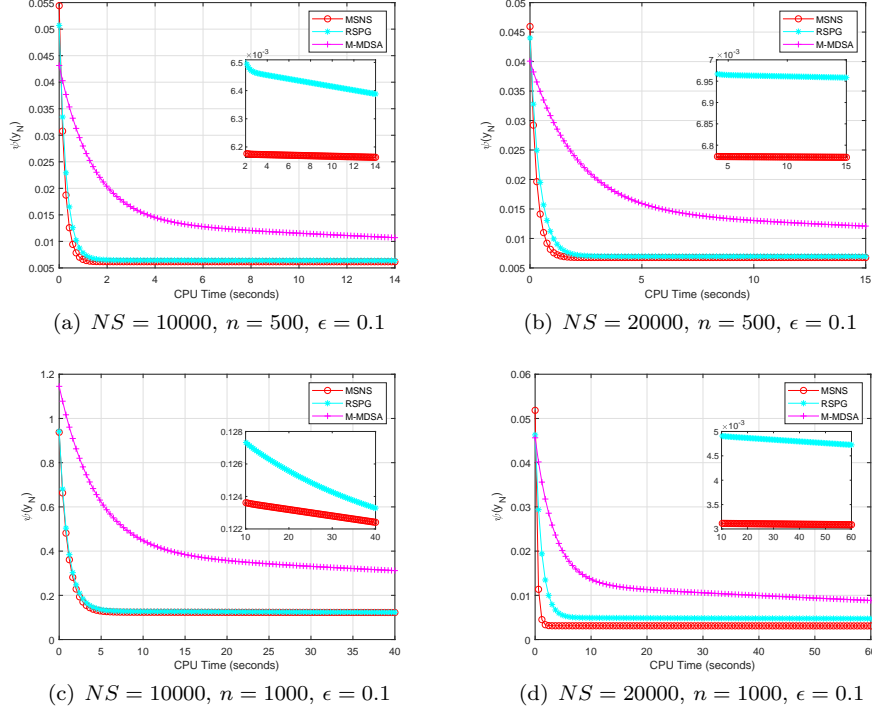 0.055
0.05
0.045
0.04
0.035
0.03
0.025
0.02
0.015
0.01
0.005
ψ(y_N)
MSNS
RSPG
M-MDSA
×10⁻³
6.5
6.4
6.2
2 4 6 8 10 12 14
0 2 4 6 8 10 12 14
CPU Time (seconds)
(a) NS = 10000, n = 500, ϵ = 0.1
0.05
0.045
0.04
0.035
0.03
0.025
0.02
0.015
0.01
0.005
ψ(y_N)
MSNS
RSPG
M-MDSA
×10⁻³
7
6.95
6.9
6.8
5 10 15
0 5 10 15
CPU Time (seconds)
(b) NS = 20000, n = 500, ϵ = 0.1
1.2
1
0.8
0.6
0.4
0.2
0
ψ(y_N)
MSNS
RSPG
M-MDSA
0.128
0.126
0.124
0.122
10 20 30 40
0 5 10 15 20 25 30 35 40
CPU Time (seconds)
(c) NS = 10000, n = 1000, ϵ = 0.1
0.06
0.05
0.04
0.03
0.02
0.01
0
ψ(y_N)
MSNS
RSPG
M-MDSA
×10⁻³
5
4.5
4
3.5
3
10 20 30 40 50 60
0 10 20 30 40 50 60
CPU Time (seconds)
(d) NS = 20000, n = 1000, ϵ = 0.1